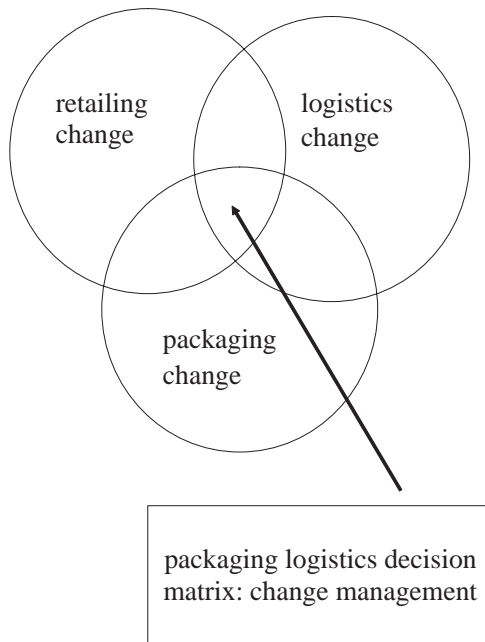 retailing
change
logistics
change
packaging
change
packaging logistics decision
matrix: change management